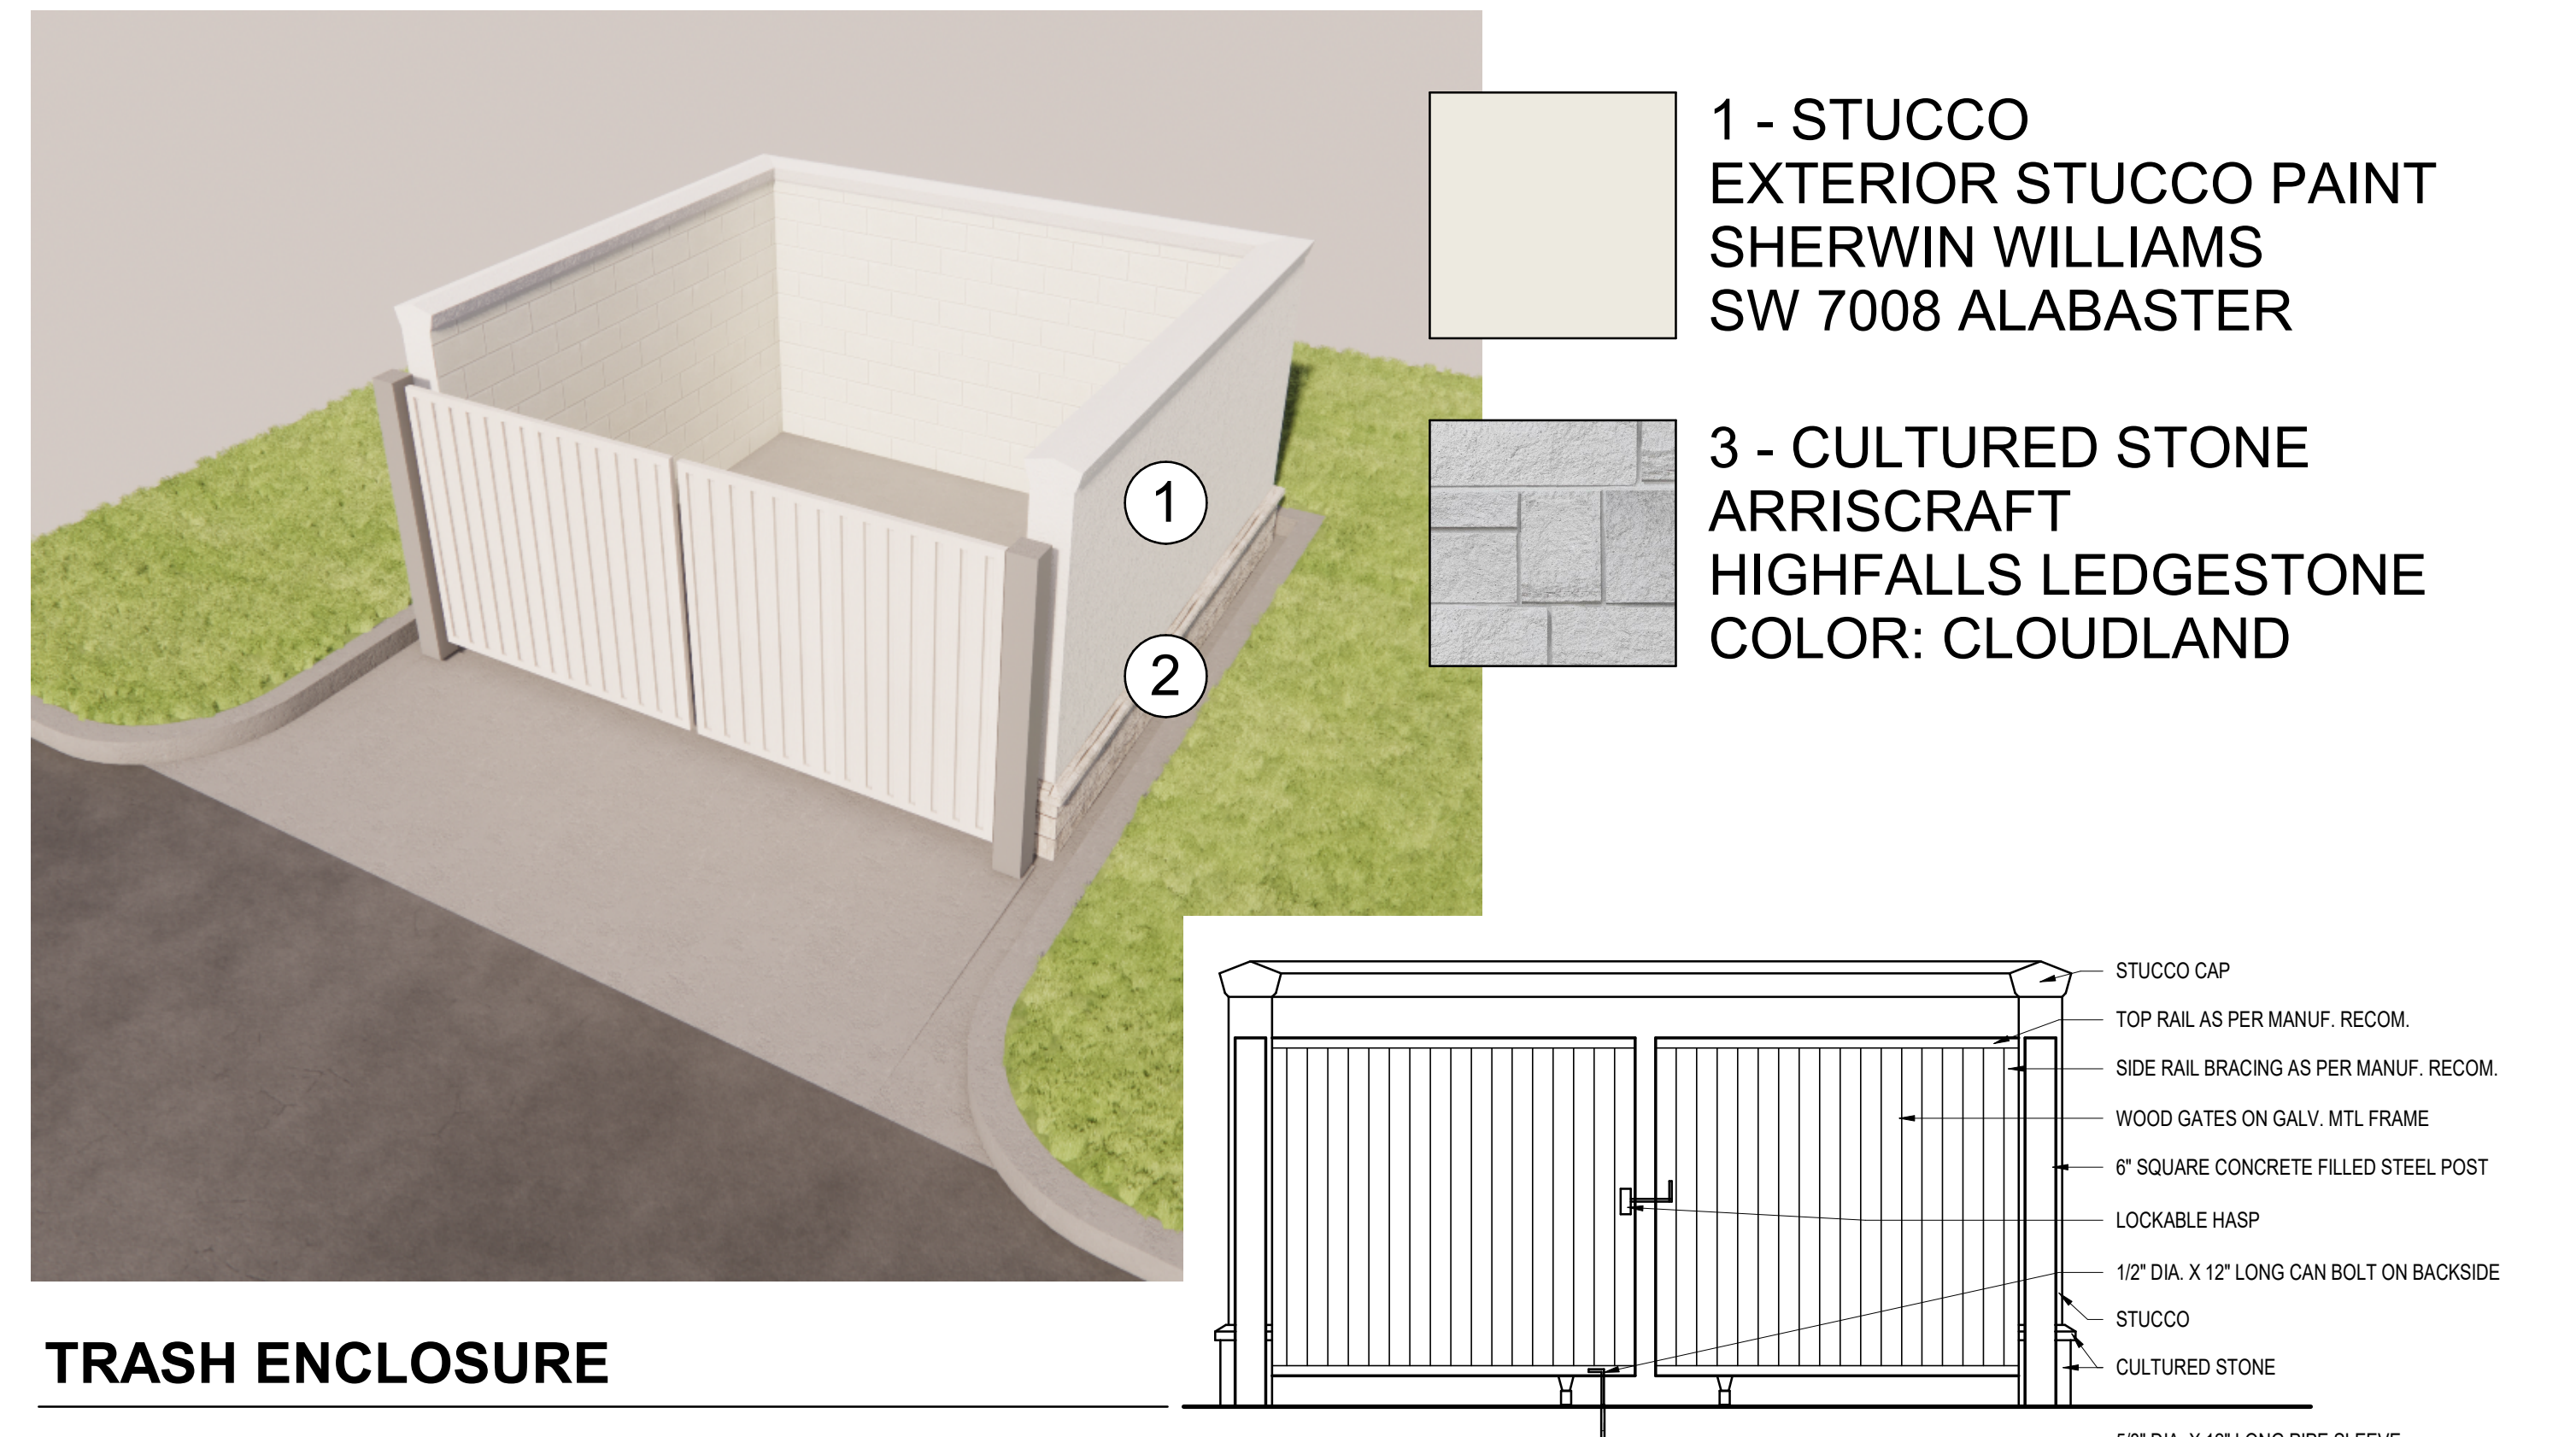 1 - STUCCO
EXTERIOR STUCCO PAINT
SHERWIN WILLIAMS
SW 7008 ALABASTER
3 - CULTURED STONE
ARRISCRAFT
HIGHFALLS LEDGESTONE
COLOR: CLOUDLAND
1
2
STUCCO CAP
TOP RAIL AS PER MANUF. RECOM.
SIDE RAIL BRACING AS PER MANUF. RECOM.
WOOD GATES ON GALV. MTL FRAME
6" SQUARE CONCRETE FILLED STEEL POST
LOCKABLE HASP
1/2" DIA. X 12" LONG CAN BOLT ON BACKSIDE
STUCCO
CULTURED STONE
TRASH ENCLOSURE